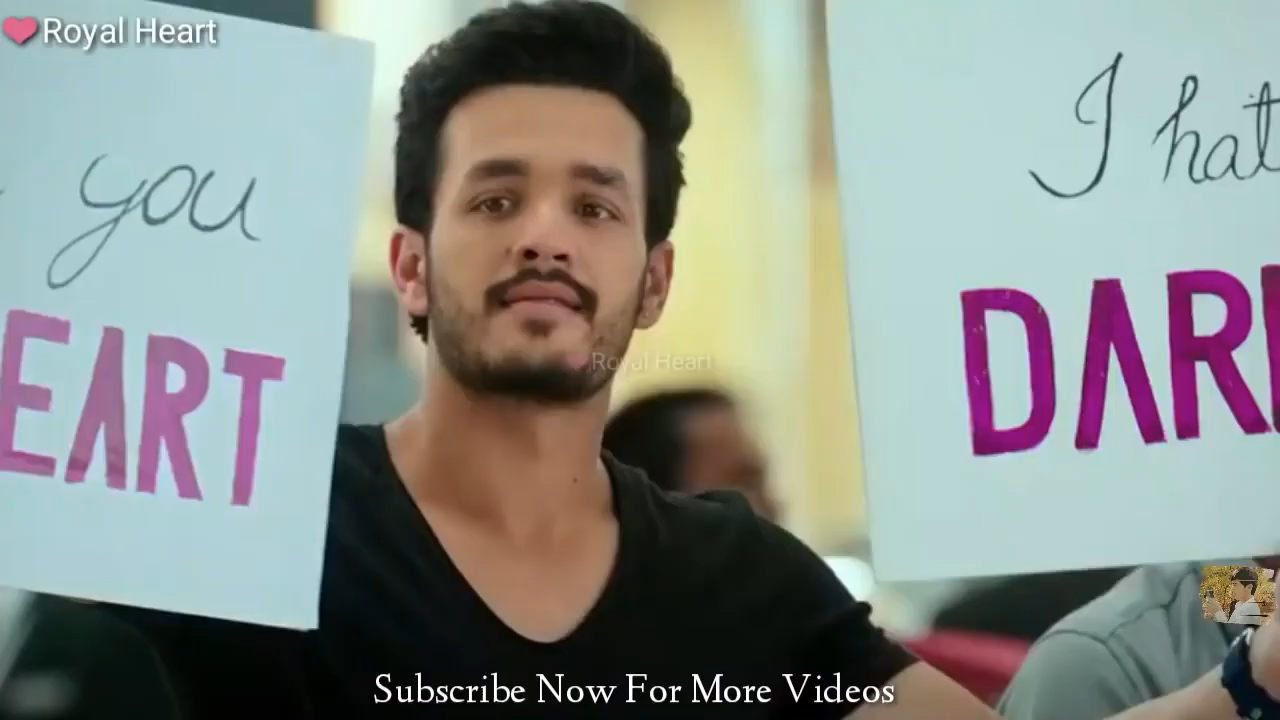 Royal Heart
you
EART
I hat
DAR
Royal Heart
Subscribe Now For More Videos